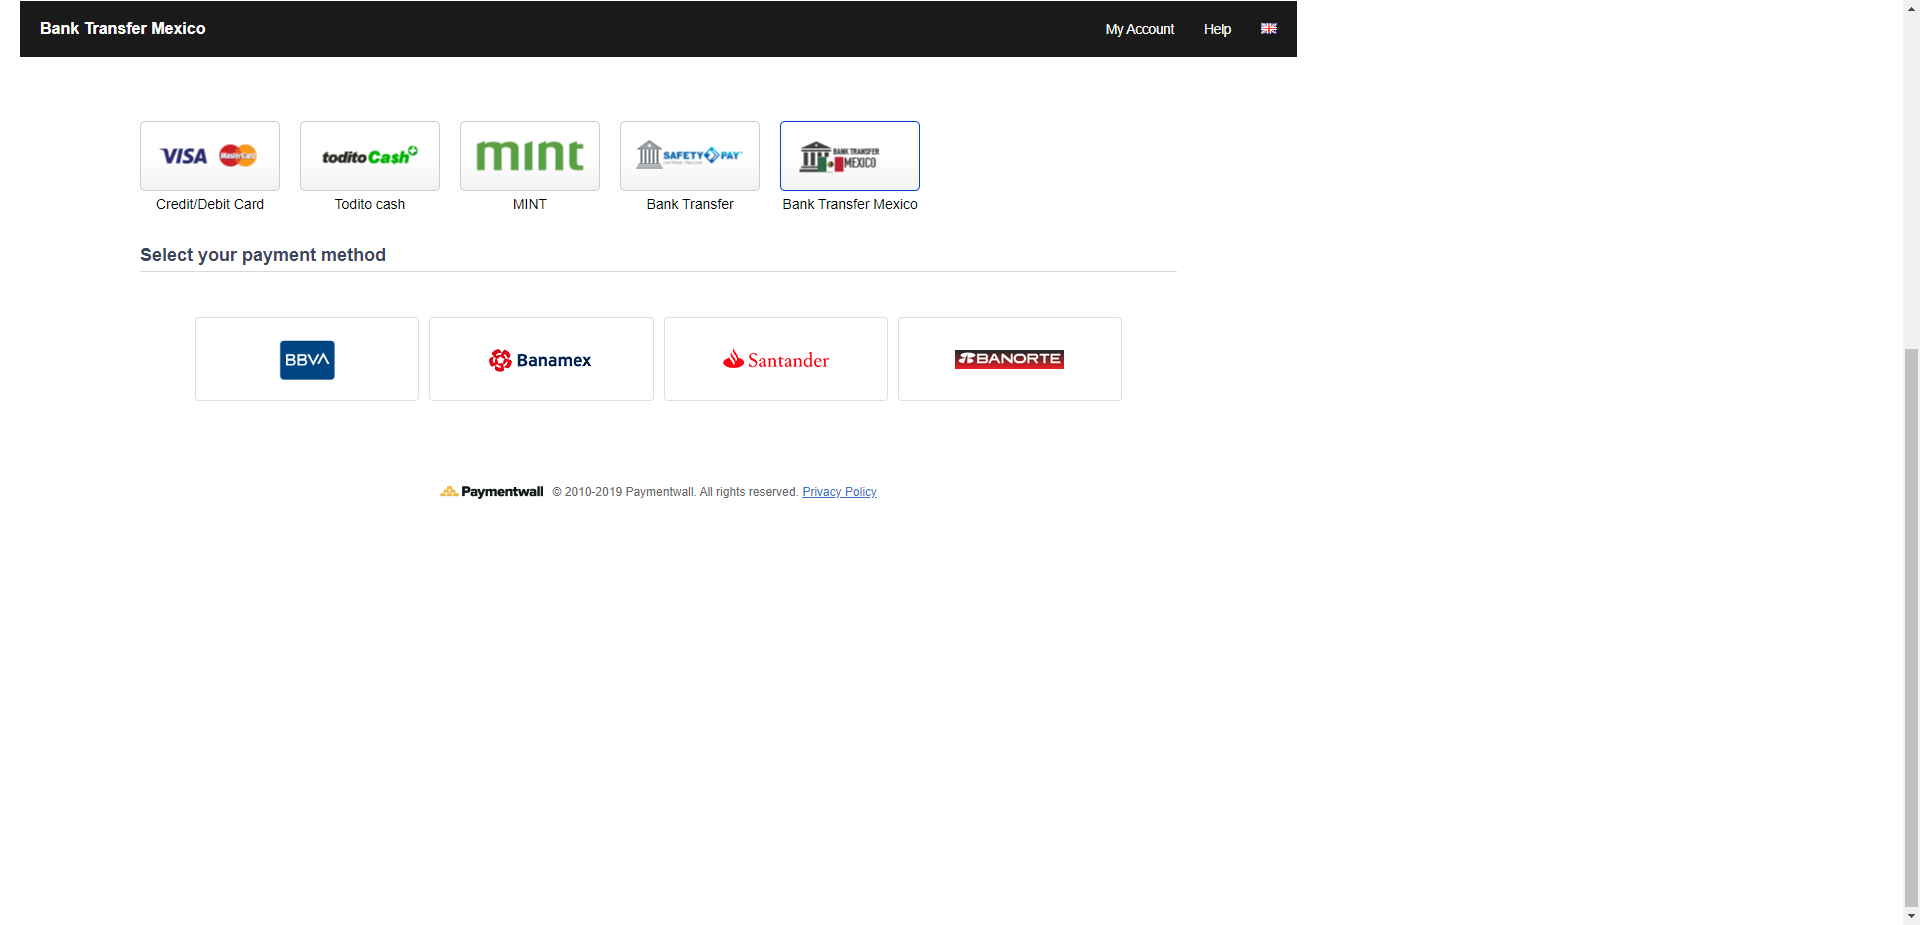 Bank Transfer Mexico
My Account Help
VISA MasterCard
todito Cash
mint
SAFETY PAY
BANK TRANSFER
MEXICO
Credit/Debit Card
Todito cash
MINT
Bank Transfer
Bank Transfer Mexico
Select your payment method
BBVA
Banamex
Santander
BANORTE
Paymentwall © 2010-2019 Paymentwall. All rights reserved. Privacy Policy